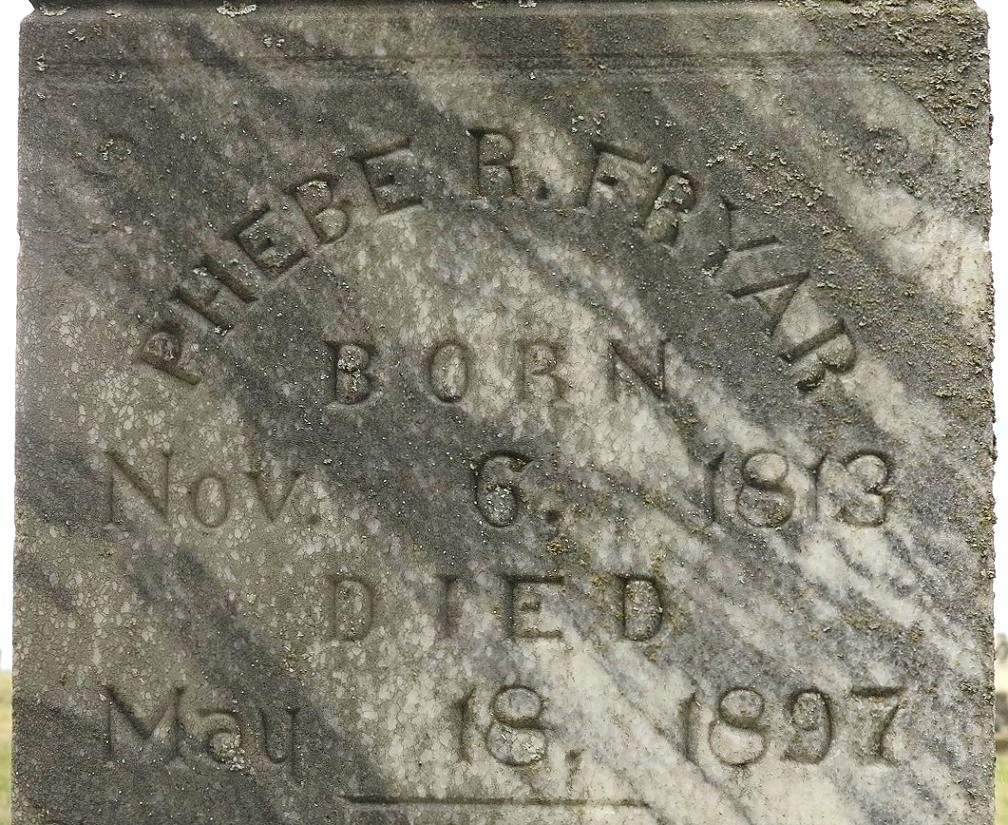 PHEBE R. FRYAR
BORN
Nov. 6. 1813
DIED
May 18, 1897